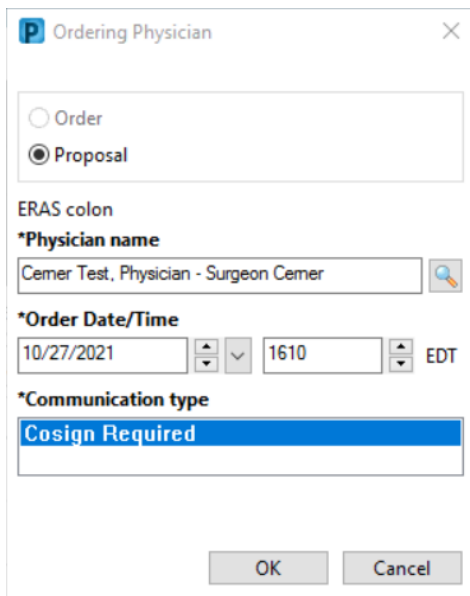 P Ordering Physician
Order
Proposal
ERAS colon
*Physician name
Cerner Test, Physician - Surgeon Cerner
*Order Date/Time
10/27/2021 1610 EDT
*Communication type
Cosign Required
OK Cancel